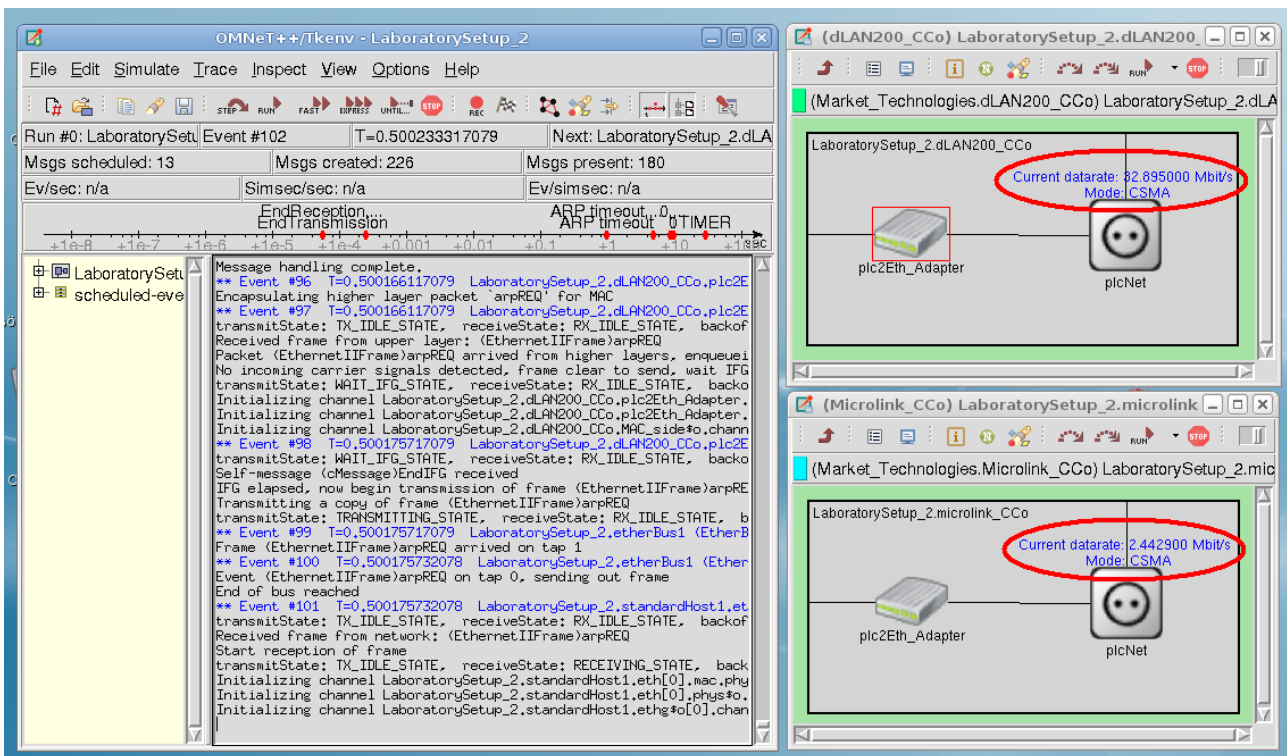 OMNeT++/Tkenv - LaboratorySetup_2
File Edit Simulate Trace Inspect View Options Help
STEP RUN FAST EXPRESS UNTIL... STOP REC
Run #0: LaboratorySetu Event #102 T=0.500233317079 Next: LaboratorySetup_2.dLA
Msgs scheduled: 13 Msgs created: 226 Msgs present: 180
Ev/sec: n/a Simsec/sec: n/a Ev/simsec: n/a
EndReception
EndTransmission
ARP timeout
ARP timeout TIMER
+1e-8 +1e-7 +1e-6 +1e-5 +1e-4 +0.001 +0.01 +0.1 +1 +10 sec
LaboratorySetu
scheduled-eve
Message handling complete.
** Event #96 T=0.500166117079 LaboratorySetup_2.dLAN200_CCo.plc2E
Encapsulating higher layer packet `arpREQ' for MAC
** Event #97 T=0.500166117079 LaboratorySetup_2.dLAN200_CCo.plc2E
transmitState: TX_IDLE_STATE, receiveState: RX_IDLE_STATE, backof
Received frame from upper layer: (EthernetIIFrame)arpREQ
Packet (EthernetIIFrame)arpREQ arrived from higher layers, enqueuei
No incoming carrier signals detected, frame clear to send, wait IFG
transmitState: WAIT_IFG_STATE, receiveState: RX_IDLE_STATE, backo
Initializing channel LaboratorySetup_2.dLAN200_CCo.plc2Eth_Adapter.
Initializing channel LaboratorySetup_2.dLAN200_CCo.plc2Eth_Adapter.
Initializing channel LaboratorySetup_2.dLAN200_CCo.MAC_side$o.chann
** Event #98 T=0.500175717079 LaboratorySetup_2.dLAN200_CCo.plc2E
transmitState: WAIT_IFG_STATE, receiveState: RX_IDLE_STATE, backo
Self-message (cMessage)EndIFG received
IFG elapsed, now begin transmission of frame (EthernetIIFrame)arpRE
Transmitting a copy of frame (EthernetIIFrame)arpREQ
transmitState: TRANSMITTING_STATE, receiveState: RX_IDLE_STATE, b
** Event #99 T=0.500175717079 LaboratorySetup_2.etherBus1 (EtherB
Frame (EthernetIIFrame)arpREQ arrived on tap 1
** Event #100 T=0.500175732078 LaboratorySetup_2.etherBus1 (Ether
Event (EthernetIIFrame)arpREQ on tap 0, sending out frame
End of bus reached
** Event #101 T=0.500175732078 LaboratorySetup_2.standardHost1.et
transmitState: TX_IDLE_STATE, receiveState: RX_IDLE_STATE, backof
Received frame from network: (EthernetIIFrame)arpREQ
Start reception of frame
transmitState: TX_IDLE_STATE, receiveState: RECEIVING_STATE, back
Initializing channel LaboratorySetup_2.standardHost1.eth[0].mac.phy
Initializing channel LaboratorySetup_2.standardHost1.eth[0].phys$o.
Initializing channel LaboratorySetup_2.standardHost1.ethg$o[0].chan
(dLAN200_CCo) LaboratorySetup_2.dLAN200_
RUN STOP
(Market_Technologies.dLAN200_CCo) LaboratorySetup_2.dLA
LaboratorySetup_2.dLAN200_CCo
Current datarate: 32.895000 Mbit/s
Mode: CSMA
plc2Eth_Adapter
plcNet
(Microlink_CCo) LaboratorySetup_2.microlink
RUN STOP
(Market_Technologies.Microlink_CCo) LaboratorySetup_2.mic
LaboratorySetup_2.microlink_CCo
Current datarate: 2.442900 Mbit/s
Mode: CSMA
plc2Eth_Adapter
plcNet